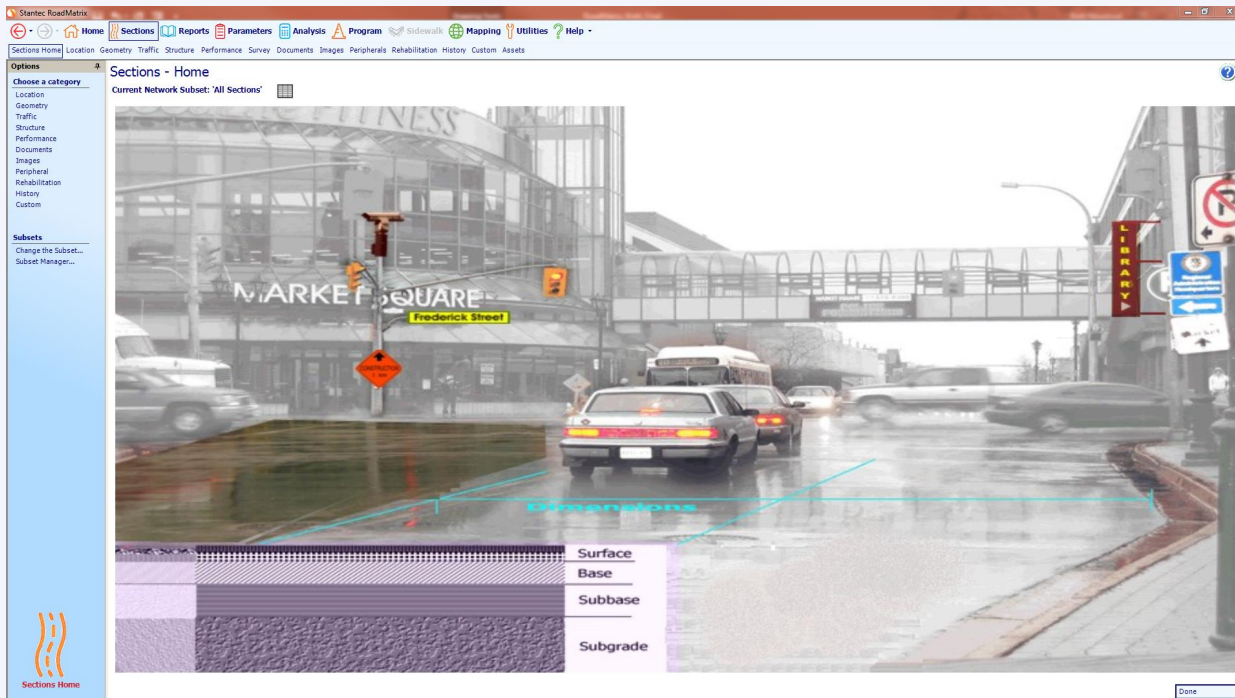 Stantec RoadMatrix
Home Sections Reports Parameters Analysis Program Sidewalk Mapping Utilities Help
Sections Home Location Geometry Traffic Structure Performance Survey Documents Images Peripherals Rehabilitation History Custom Assets
Options
Choose a category
Location
Geometry
Traffic
Structure
Performance
Documents
Images
Peripheral
Rehabilitation
History
Custom
Subsets
Change the Subset...
Subset Manager...
Sections Home
Sections - Home
Current Network Subset: 'All Sections'
MARKET SQUARE
Frederick Street
CONSTRUCTION
LIBRARY
Dimensions
Surface
Base
Subbase
Subgrade
Done